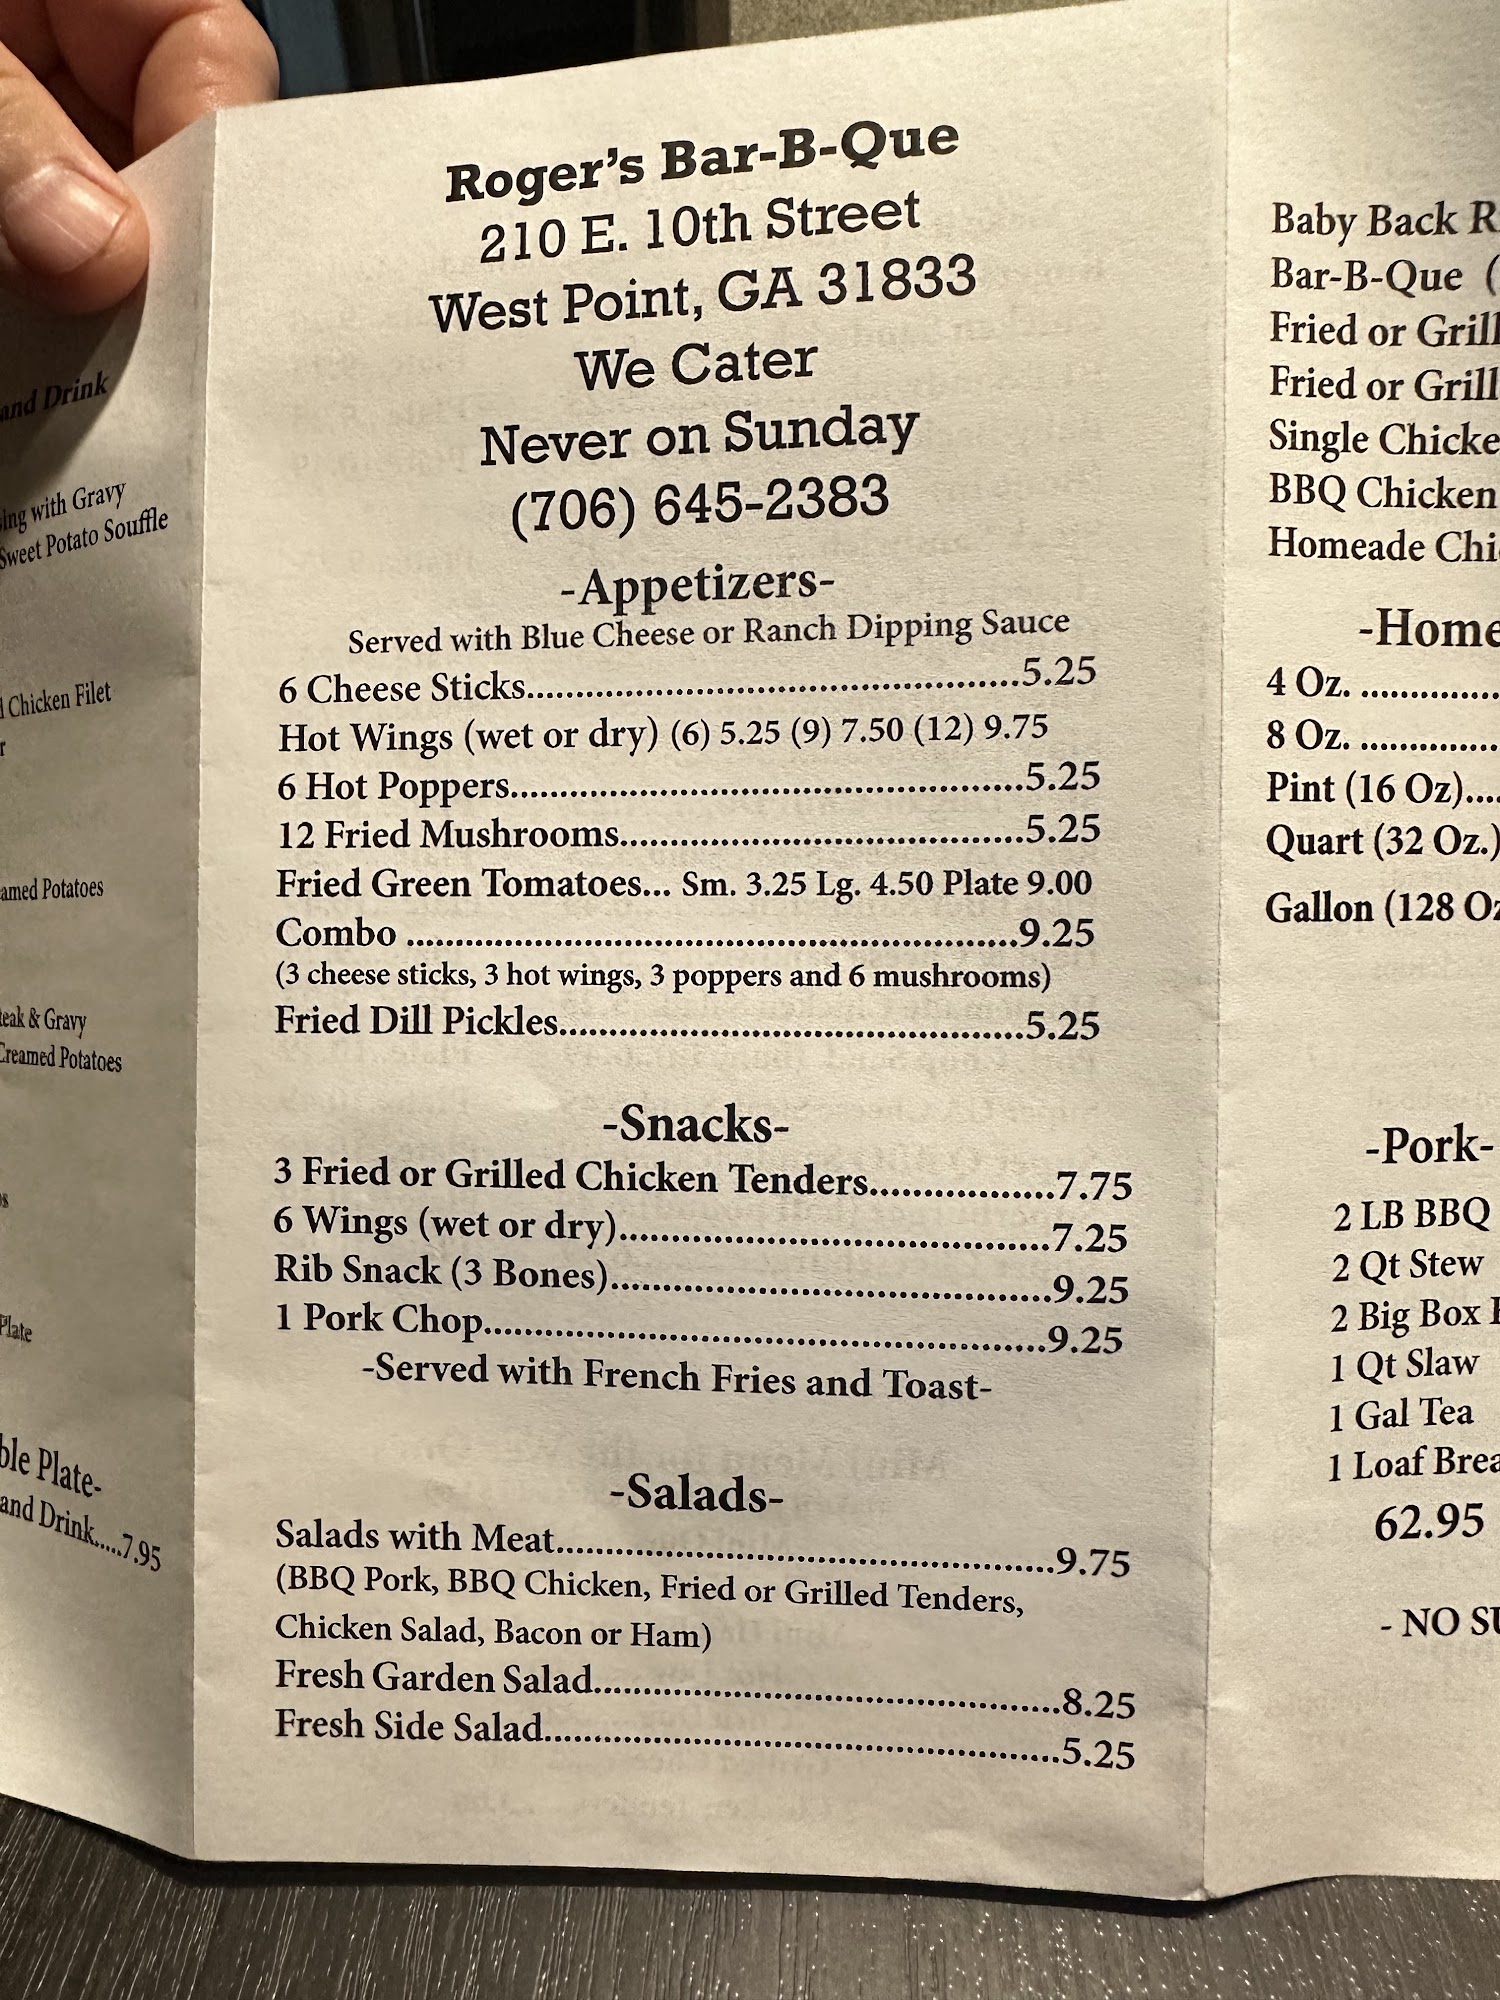 and Drink
with Gravy
Sweet Potato Souffle
Chicken Filet
Potatoes
& Gravy
Creamed Potatoes
Plate
Plate-
and Drink.....7.95
Roger's Bar-B-Que
210 E. 10th Street
West Point, GA 31833
We Cater
Never on Sunday
(706) 645-2383
-Appetizers-
Served with Blue Cheese or Ranch Dipping Sauce
6 Cheese Sticks..................................................5.25
Hot Wings (wet or dry) (6) 5.25 (9) 7.50 (12) 9.75
6 Hot Poppers....................................................5.25
12 Fried Mushrooms.........................................5.25
Fried Green Tomatoes... Sm. 3.25 Lg. 4.50 Plate 9.00
Combo ..............................................................9.25
(3 cheese sticks, 3 hot wings, 3 poppers and 6 mushrooms)
Fried Dill Pickles...............................................5.25
-Snacks-
3 Fried or Grilled Chicken Tenders...................7.75
6 Wings (wet or dry)...........................................7.25
Rib Snack (3 Bones)............................................9.25
1 Pork Chop........................................................9.25
-Served with French Fries and Toast-
-Salads-
Salads with Meat..................................................9.75
(BBQ Pork, BBQ Chicken, Fried or Grilled Tenders,
Chicken Salad, Bacon or Ham)
Fresh Garden Salad..............................................8.25
Fresh Side Salad...................................................5.25
Baby Back
Bar-B-Que (
Fried or
Fried or
Single
BBQ Chicken
Homeade
4 Oz. ..............
8 Oz. ..............
Pint (16 Oz)....
Quart (32 Oz.)
Gallon (128
-Pork-
2 LB BBQ
2 Qt Stew
2 Big Box
1 Qt Slaw
1 Gal Tea
1 Loaf
62.95
- NO